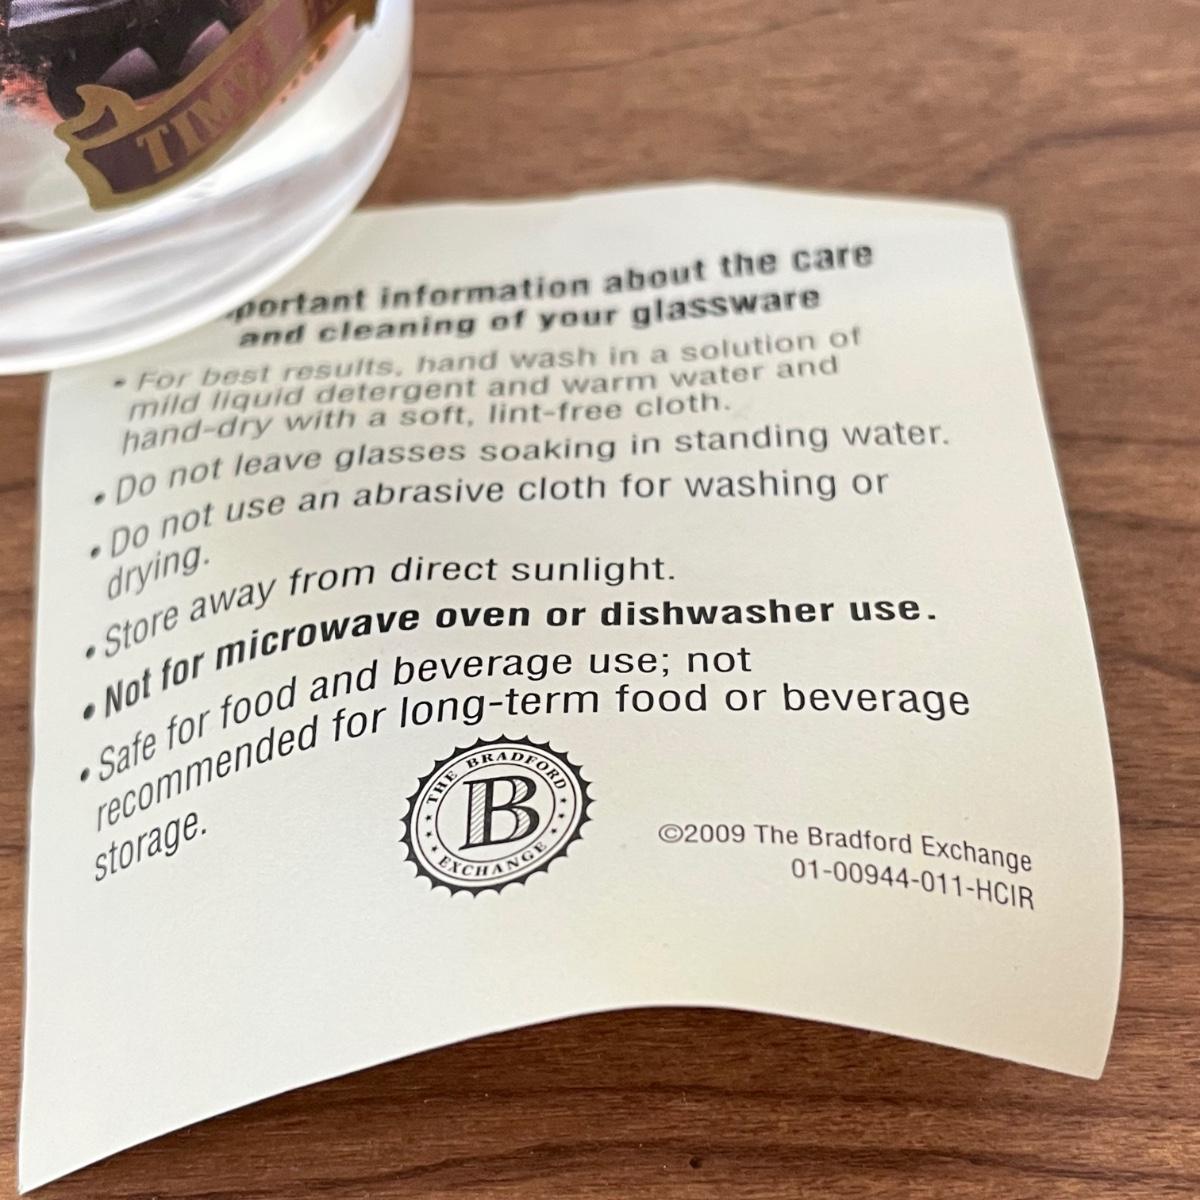 TIME
portant information about the care
and cleaning of your glassware
• For best results, hand wash in a solution of
mild liquid detergent and warm water and
hand-dry with a soft, lint-free cloth.
• Do not leave glasses soaking in standing water.
• Do not use an abrasive cloth for washing or
drying.
• Store away from direct sunlight.
• Not for microwave oven or dishwasher use.
• Safe for food and beverage use; not
recommended for long-term food or beverage
storage.
THE BRADFORD
B
EXCHANGE
©2009 The Bradford Exchange
01-00944-011-HCIR